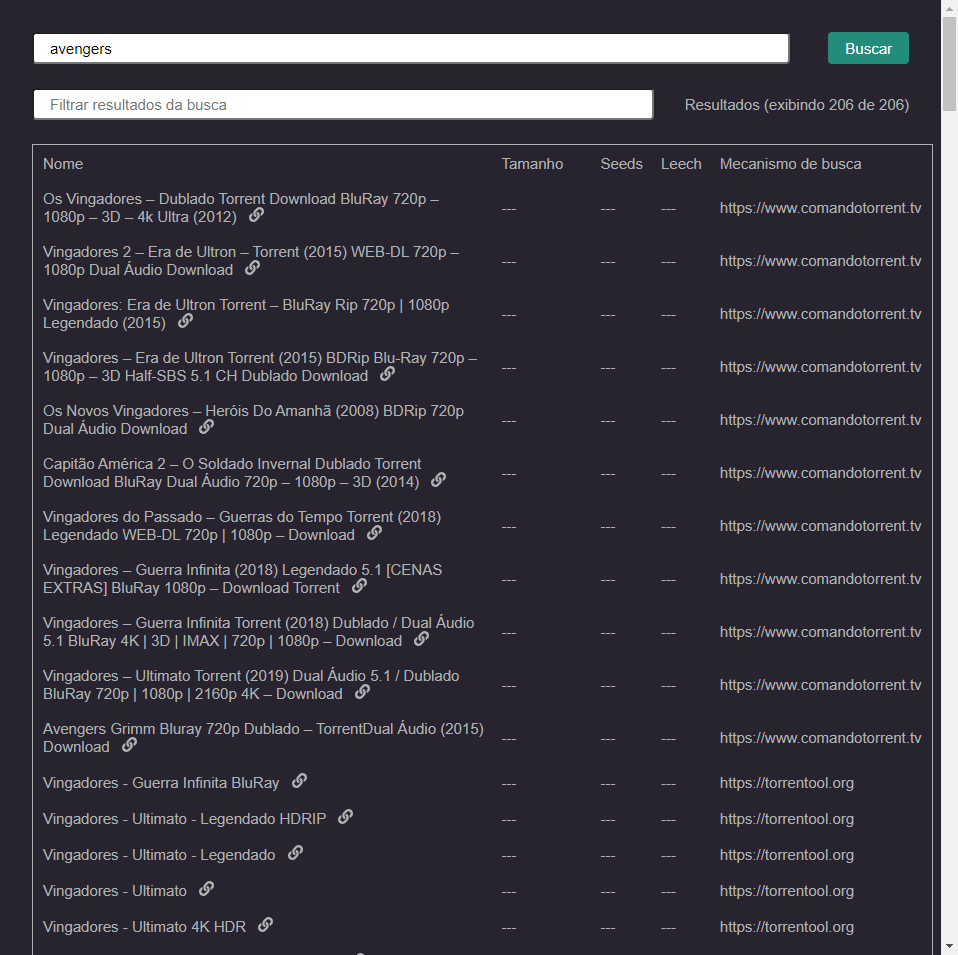 avengers
Buscar
Filtrar resultados da busca
Resultados (exibindo 206 de 206)
Nome Tamanho Seeds Leech Mecanismo de busca
Os Vingadores – Dublado Torrent Download BluRay 720p –
1080p – 3D – 4k Ultra (2012)
--- --- --- https://www.comandotorrent.tv
Vingadores 2 – Era de Ultron – Torrent (2015) WEB-DL 720p –
1080p Dual Áudio Download
--- --- --- https://www.comandotorrent.tv
Vingadores: Era de Ultron Torrent – BluRay Rip 720p | 1080p
Legendado (2015)
--- --- --- https://www.comandotorrent.tv
Vingadores – Era de Ultron Torrent (2015) BDRip Blu-Ray 720p –
1080p – 3D Half-SBS 5.1 CH Dublado Download
--- --- --- https://www.comandotorrent.tv
Os Novos Vingadores – Heróis Do Amanhã (2008) BDRip 720p
Dual Áudio Download
--- --- --- https://www.comandotorrent.tv
Capitão América 2 – O Soldado Invernal Dublado Torrent
Download BluRay Dual Áudio 720p – 1080p – 3D (2014)
--- --- --- https://www.comandotorrent.tv
Vingadores do Passado – Guerras do Tempo Torrent (2018)
Legendado WEB-DL 720p | 1080p – Download
--- --- --- https://www.comandotorrent.tv
Vingadores – Guerra Infinita (2018) Legendado 5.1 [CENAS
EXTRAS] BluRay 1080p – Download Torrent
--- --- --- https://www.comandotorrent.tv
Vingadores – Guerra Infinita Torrent (2018) Dublado / Dual Áudio
5.1 BluRay 4K | 3D | IMAX | 720p | 1080p – Download
--- --- --- https://www.comandotorrent.tv
Vingadores – Ultimato Torrent (2019) Dual Áudio 5.1 / Dublado
BluRay 720p | 1080p | 2160p 4K – Download
--- --- --- https://www.comandotorrent.tv
Avengers Grimm Bluray 720p Dublado – TorrentDual Áudio (2015)
Download
--- --- --- https://www.comandotorrent.tv
Vingadores - Guerra Infinita BluRay --- --- --- https://torrentool.org
Vingadores - Ultimato - Legendado HDRIP --- --- --- https://torrentool.org
Vingadores - Ultimato - Legendado --- --- --- https://torrentool.org
Vingadores - Ultimato --- --- --- https://torrentool.org
Vingadores - Ultimato 4K HDR --- --- --- https://torrentool.org